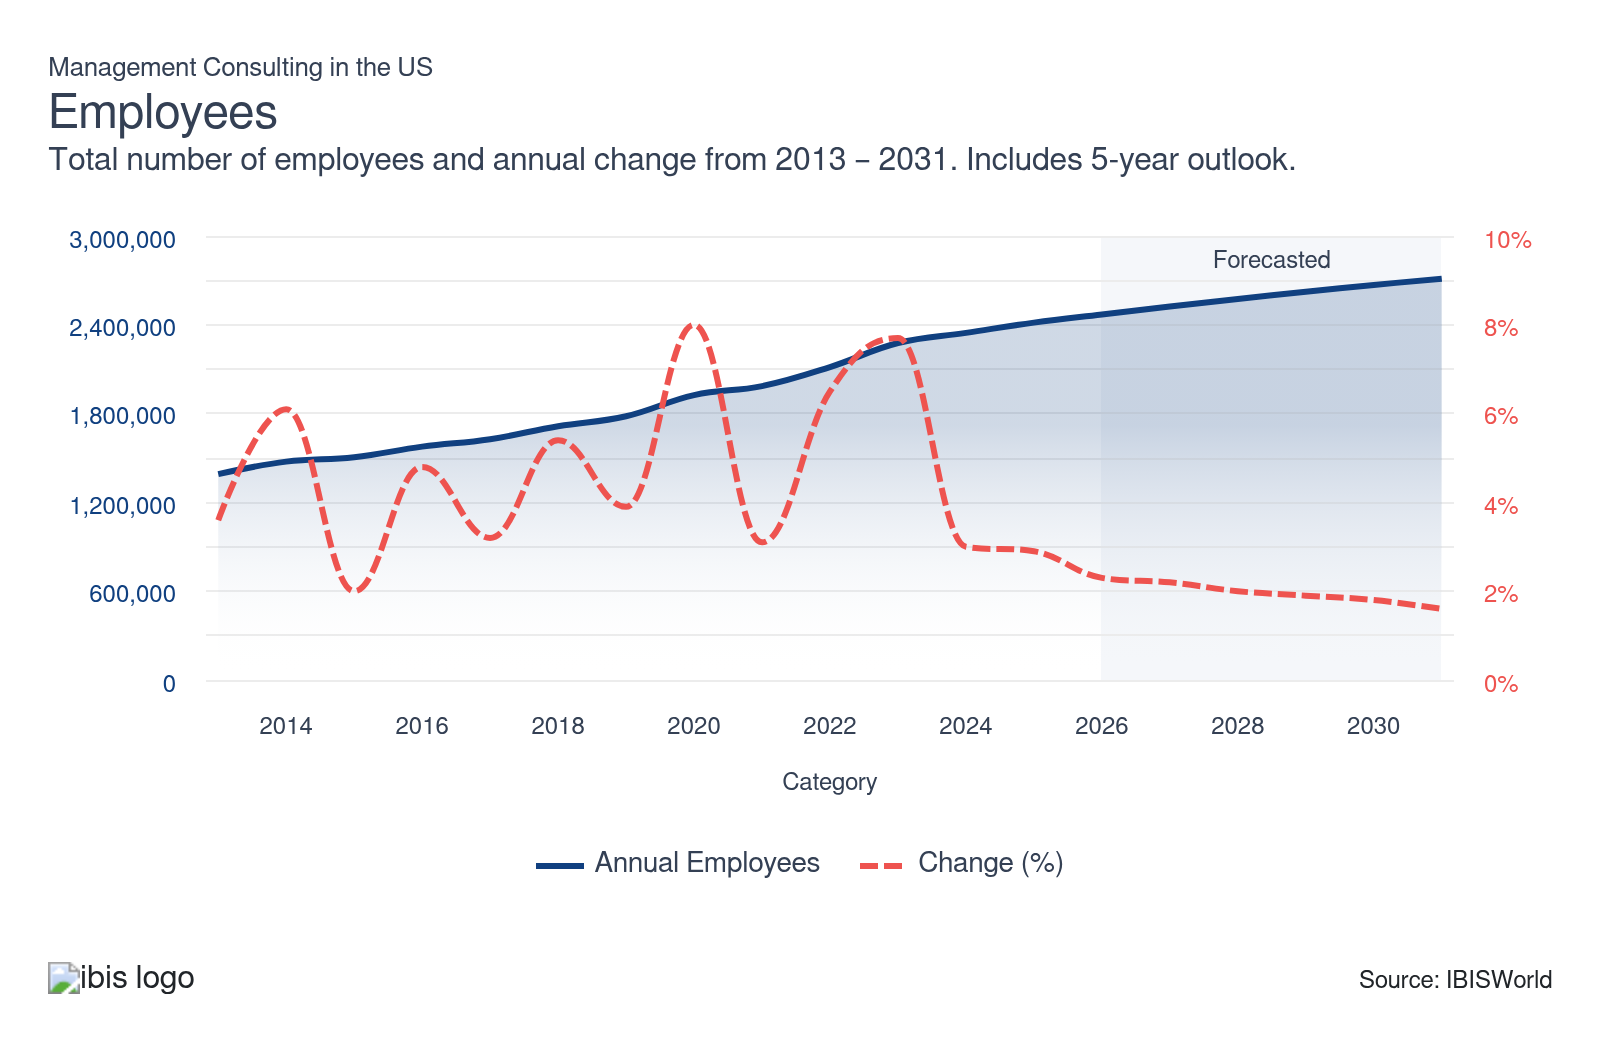 Management Consulting in the US
Employees
Total number of employees and annual change from 2013 – 2031. Includes 5-year outlook.
3,000,000
10%
Forecasted
2,400,000
8%
1,800,000
6%
1,200,000
4%
600,000
2%
0
0%
2014 2016 2018 2020 2022 2024 2026 2028 2030
Category
Annual Employees Change (%)
ibis logo
Source: IBISWorld